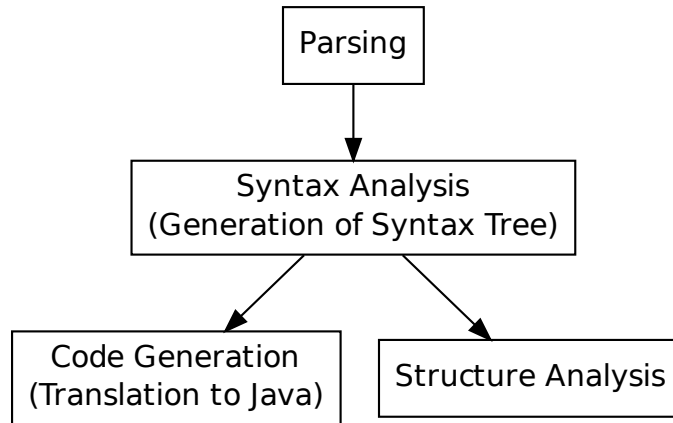 Parsing
Syntax Analysis
(Generation of Syntax Tree)
Code Generation
(Translation to Java)
Structure Analysis